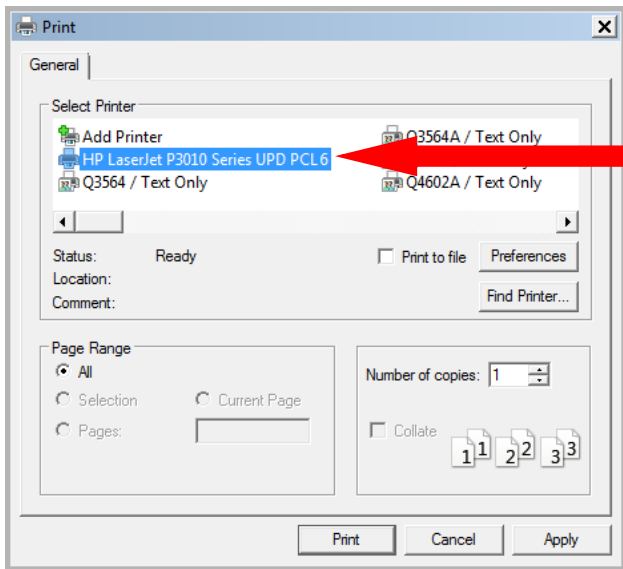 Print
General
Select Printer
Add Printer
Q3564A / Text Only
HP LaserJet P3010 Series UPD PCL 6
Q3564 / Text Only
Q4602A / Text Only
Status: Ready
Print to file
Preferences
Location:
Comment:
Find Printer...
Page Range
All
Selection
Current Page
Pages:
Number of copies: 1
Collate
1 1 2 2 3 3
Print
Cancel
Apply